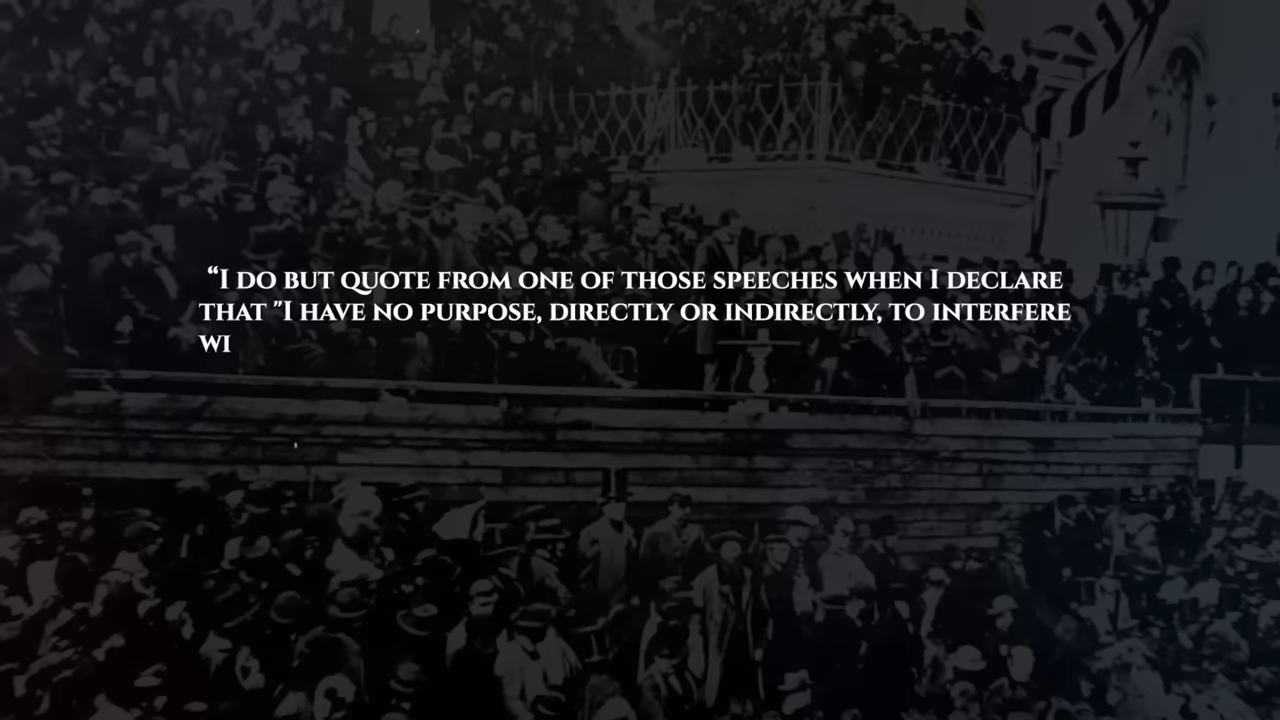 “I DO BUT QUOTE FROM ONE OF THOSE SPEECHES WHEN I DECLARE
THAT "I HAVE NO PURPOSE, DIRECTLY OR INDIRECTLY, TO INTERFERE
WI